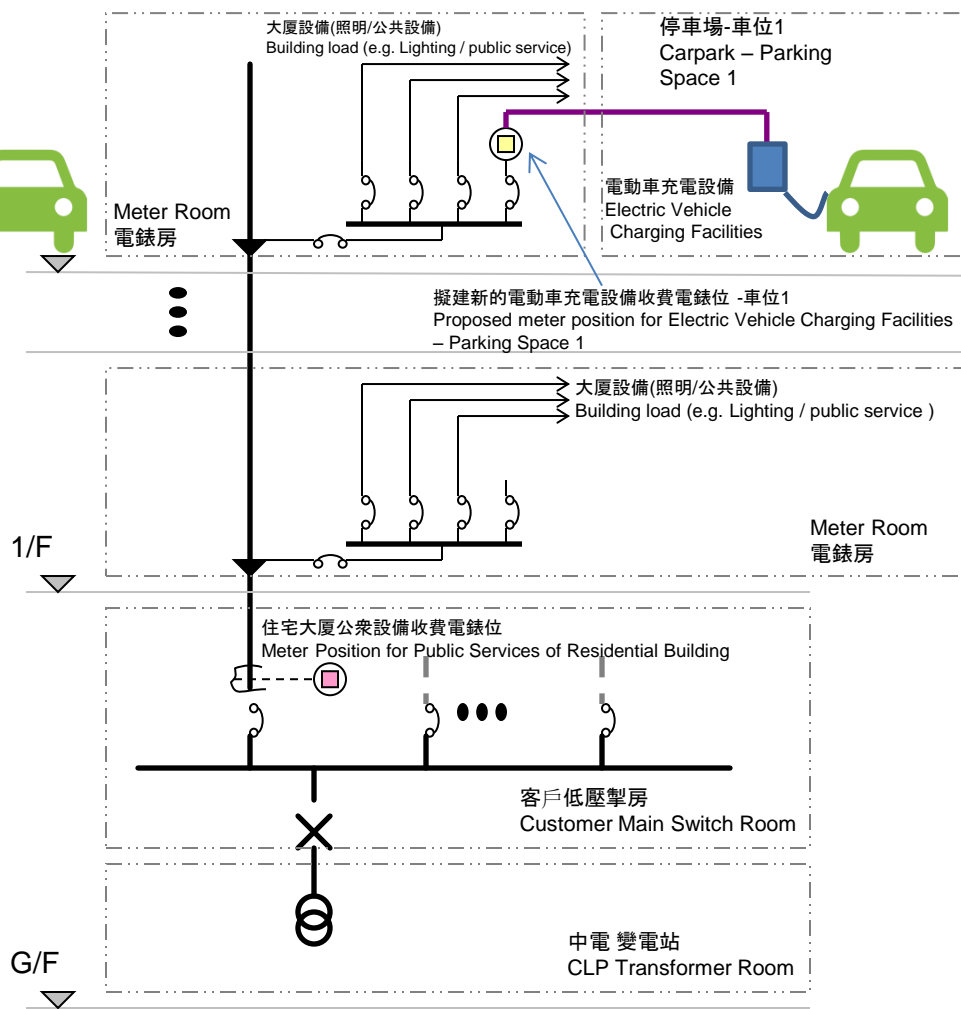 大厦設備(照明/公共設備)
Building load (e.g. Lighting / public service)
停車場-車位1
Carpark – Parking
Space 1
Meter Room
電錶房
電動車充電設備
Electric Vehicle
Charging Facilities
擬建新的電動車充電設備收費電錶位 -車位1
Proposed meter position for Electric Vehicle Charging Facilities
– Parking Space 1
大厦設備(照明/公共設備)
Building load (e.g. Lighting / public service )
1/F
Meter Room
電錶房
住宅大厦公衆設備收費電錶位
Meter Position for Public Services of Residential Building
客戶低壓掣房
Customer Main Switch Room
中電 變電站
CLP Transformer Room
G/F